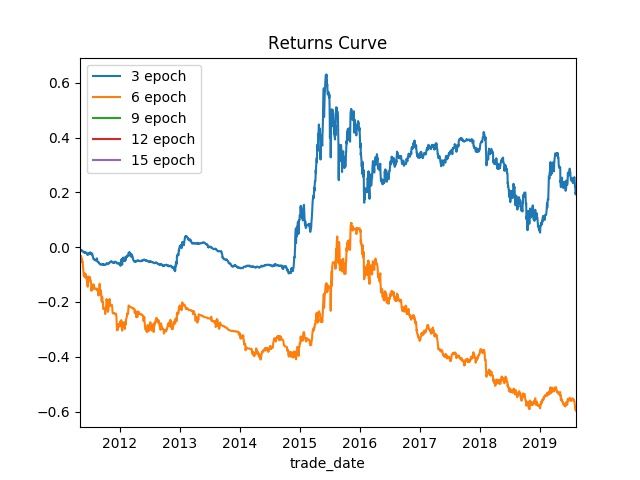 Returns Curve
3 epoch
6 epoch
9 epoch
12 epoch
15 epoch
0.6
0.4
0.2
0.0
−0.2
−0.4
−0.6
2012 2013 2014 2015 2016 2017 2018 2019
trade_date